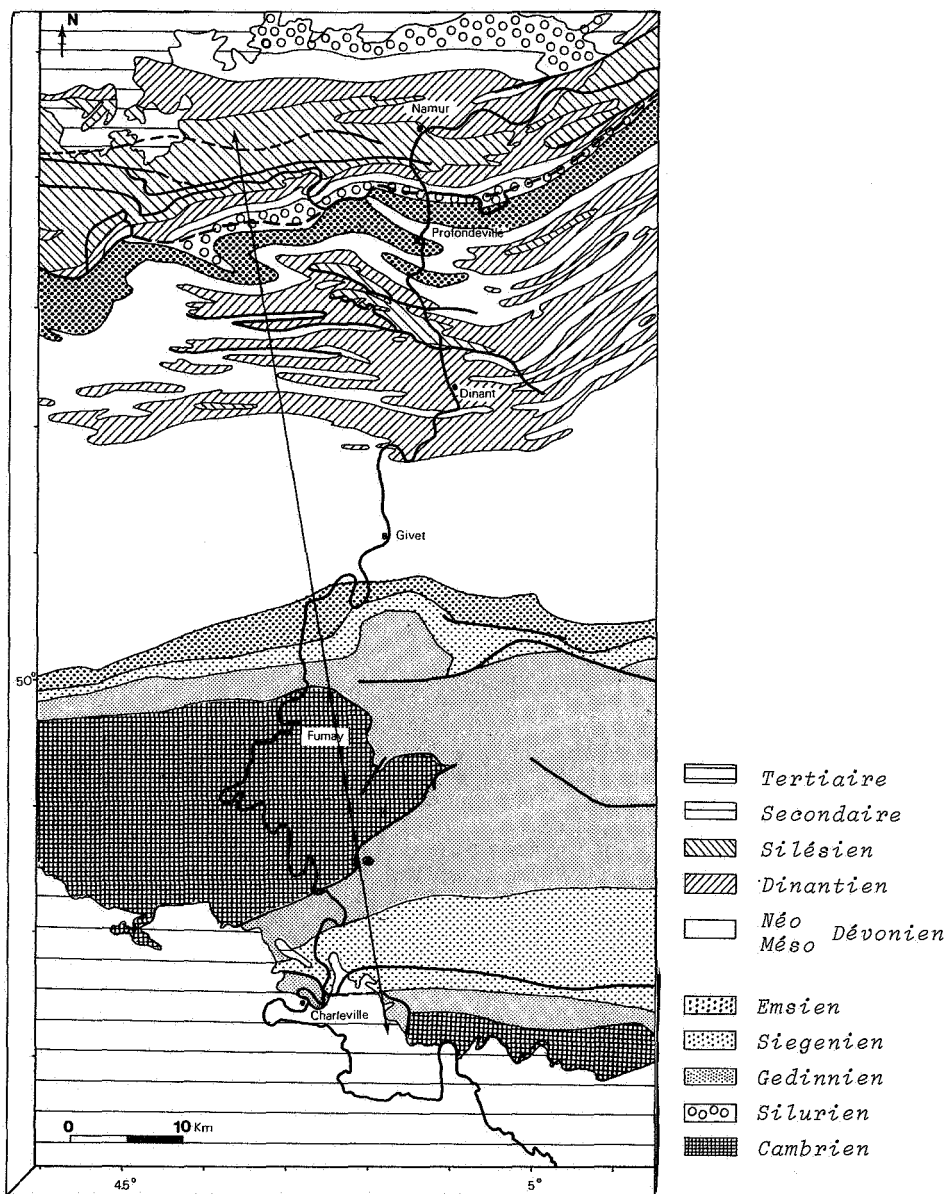 N
Namur
Profondeville
Dinant
Givet
50°
Fumay
Charleville
0 10 Km
4.5° 5°
Tertiaire
Secondaire
Silésien
Dinantien
Néo
Méso Dévonien
Emsien
Siegenien
Gedinnien
Silurien
Cambrien